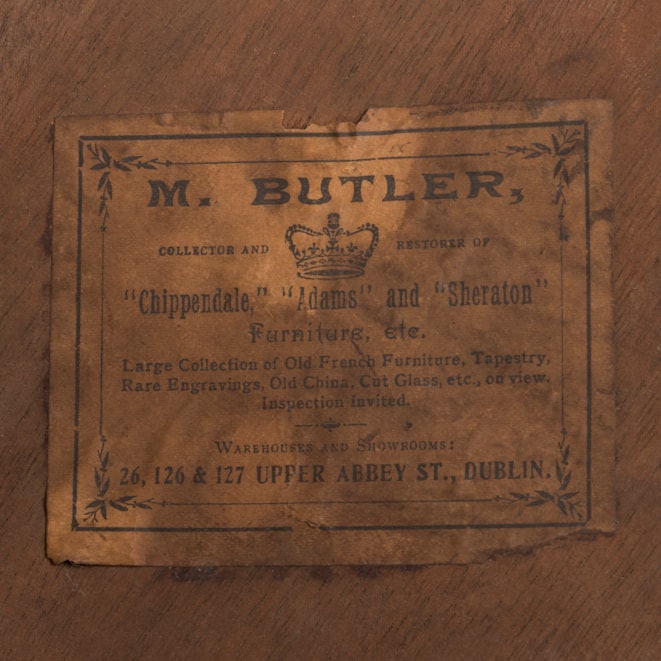 M. BUTLER,
COLLECTOR AND RESTORER OF
"Chippendale," "Adams" and "Sheraton"
Furniture, etc.
Large Collection of Old French Furniture, Tapestry,
Rare Engravings, Old China, Cut Glass, etc., on view.
Inspection Invited.
WAREHOUSES AND SHOWROOMS:
26, 126 & 127 UPPER ABBEY ST., DUBLIN.